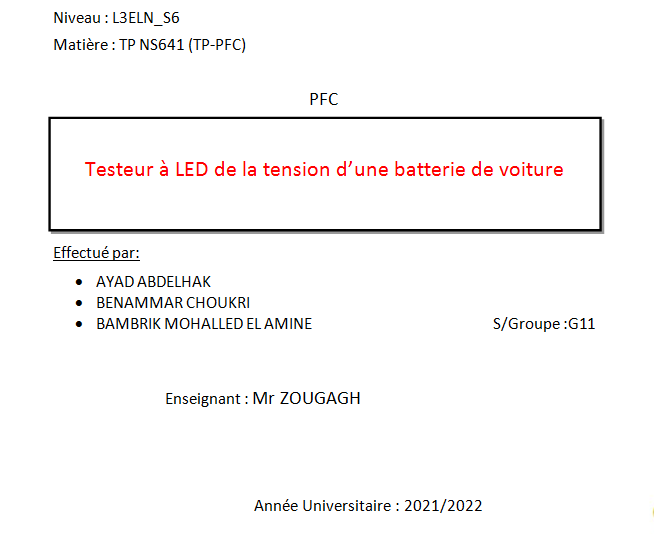 Niveau : L3ELN_S6
Matière : TP NS641 (TP-PFC)
PFC
Testeur à LED de la tension d’une batterie de voiture
Effectué par:
• AYAD ABDELHAK
• BENAMMAR CHOUKRI
• BAMBRIK MOHALLED EL AMINE S/Groupe :G11
Enseignant : Mr ZOUGAGH
Année Universitaire : 2021/2022